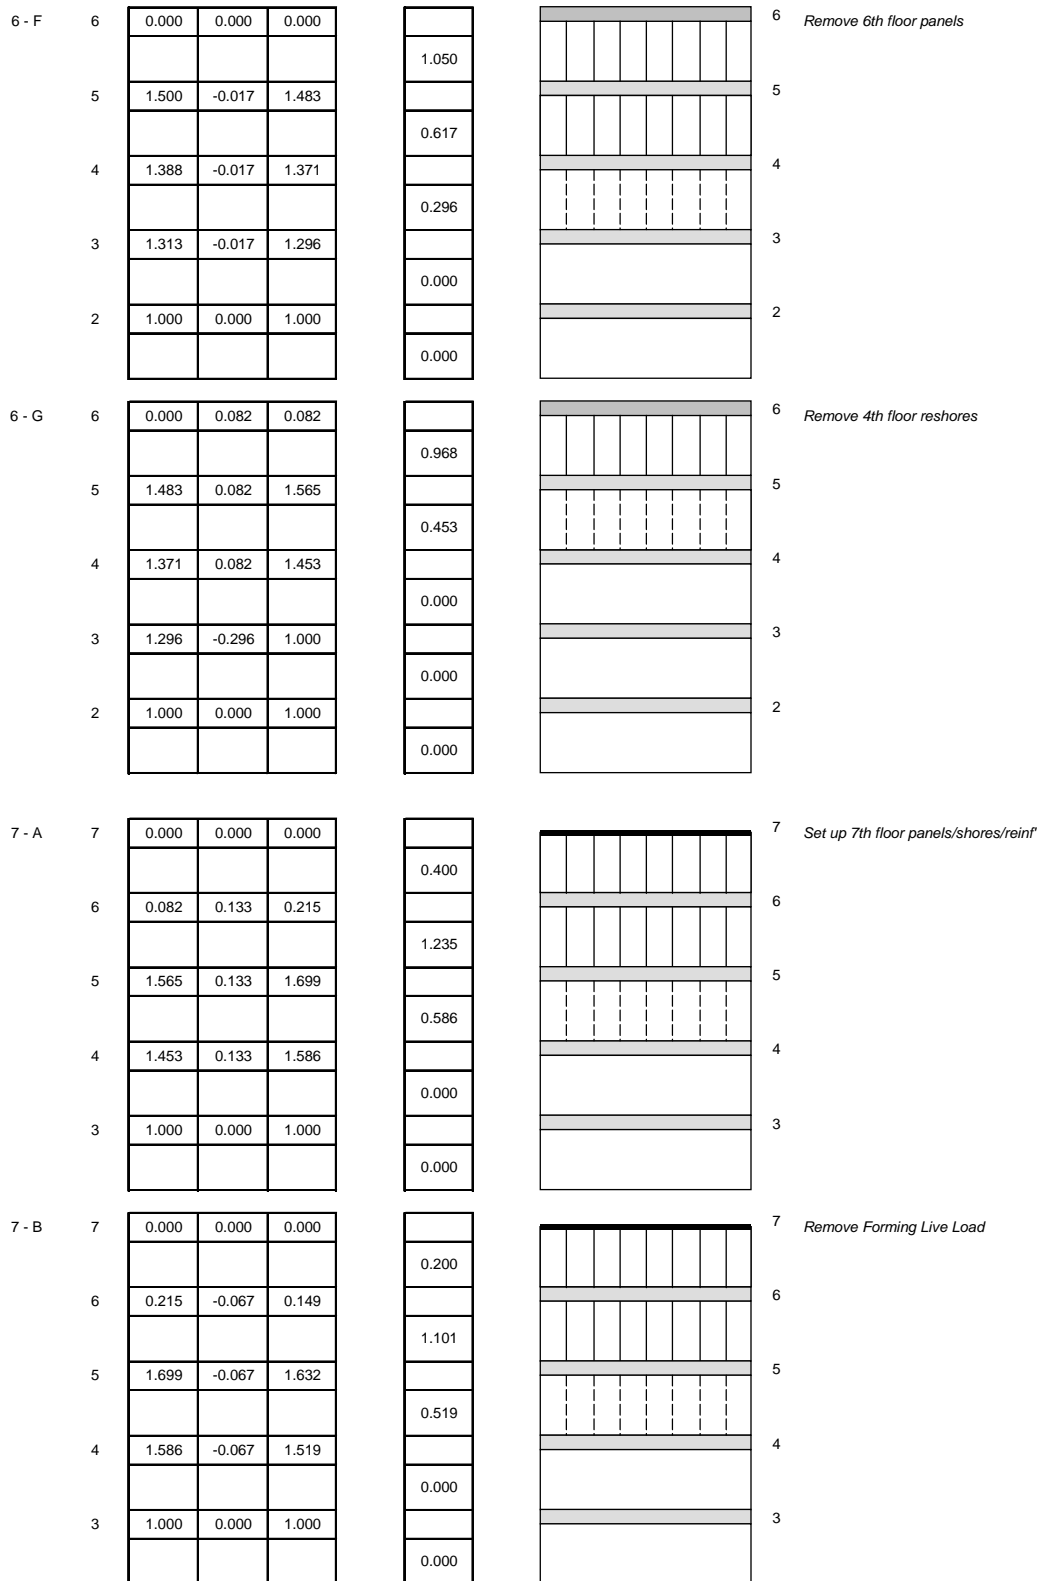 6 - F 6 0.000 0.000 0.000 6 Remove 6th floor panels
1.050
5 1.500 -0.017 1.483 5
0.617
4 1.388 -0.017 1.371 4
0.296
3 1.313 -0.017 1.296 3
0.000
2 1.000 0.000 1.000 2
0.000
6 - G 6 0.000 0.082 0.082 6 Remove 4th floor reshores
0.968
5 1.483 0.082 1.565 5
0.453
4 1.371 0.082 1.453 4
0.000
3 1.296 -0.296 1.000 3
0.000
2 1.000 0.000 1.000 2
0.000
7 - A 7 0.000 0.000 0.000 7 Set up 7th floor panels/shores/reinf'
0.400
6 0.082 0.133 0.215 6
1.235
5 1.565 0.133 1.699 5
0.586
4 1.453 0.133 1.586 4
0.000
3 1.000 0.000 1.000 3
0.000
7 - B 7 0.000 0.000 0.000 7 Remove Forming Live Load
0.200
6 0.215 -0.067 0.149 6
1.101
5 1.699 -0.067 1.632 5
0.519
4 1.586 -0.067 1.519 4
0.000
3 1.000 0.000 1.000 3
0.000